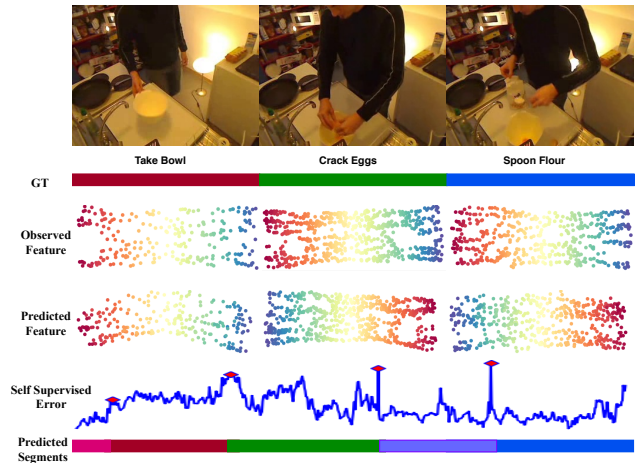 Take Bowl
Crack Eggs
Spoon Flour
GT
Observed
Feature
Predicted
Feature
Self Supervised
Error
Predicted
Segments